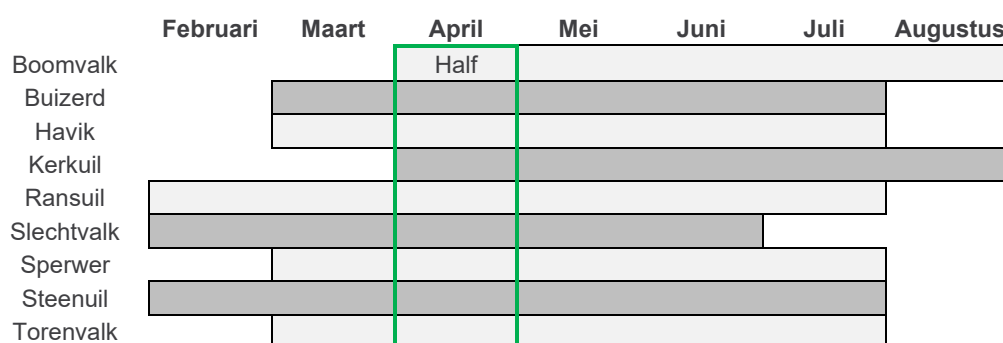 Februari Maart April Mei Juni Juli Augustus
Boomvalk Half
Buizerd
Havik
Kerkuil
Ransuil
Slechtvalk
Sperwer
Steenuil
Torenvalk